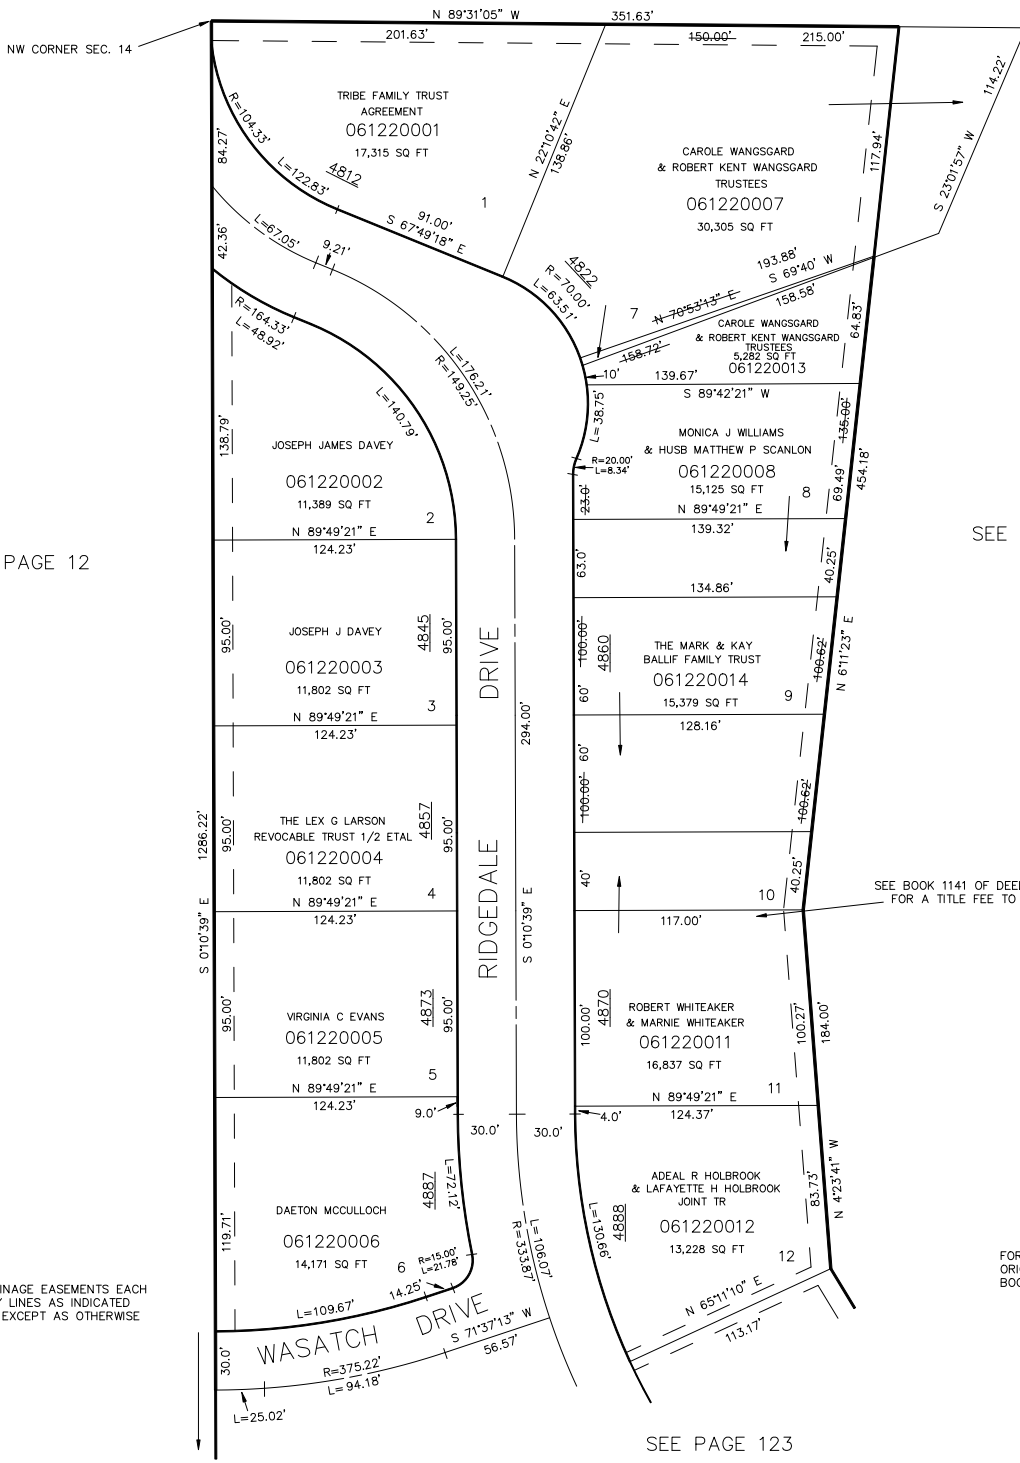 N 89°31'05" W
351.63'
NW CORNER SEC. 14
201.63'
150.00'
215.00'
114.22'
S 23°01'57" W
R=104.33'
L=122.83'
84.27'
TRIBE FAMILY TRUST
AGREEMENT
061220001
17,315 SQ FT
4812
1
N 22°10'42" E
138.86'
CAROLE WANGSGARD
& ROBERT KENT WANGSGARD
TRUSTEES
061220007
30,305 SQ FT
117.94'
91.00'
S 67°49'18" E
42.36'
L=67.05'
9.21'
4822
R=70.00'
L=63.51'
7
193.88'
S 69°40' W
N 70°53'13" E
158.58'
158.72'
64.83'
R=164.33'
L=48.92'
L=176.21'
R=149.25'
L=140.79'
CAROLE WANGSGARD
& ROBERT KENT WANGSGARD
TRUSTEES
5,282 SQ FT
061220013
10'
139.67'
S 89°42'21" W
L=38.75'
135.00'
138.79'
JOSEPH JAMES DAVEY
061220002
11,389 SQ FT
2
N 89°49'21" E
124.23'
MONICA J WILLIAMS
& HUSB MATTHEW P SCANLON
061220008
15,125 SQ FT
8
R=20.00'
L=8.34'
23.0'
N 89°49'21" E
139.32'
69.49'
454.18'
SEE
PAGE 12
63.0'
40.25'
134.86'
95.00'
JOSEPH J DAVEY
061220003
11,802 SQ FT
3
4845
95.00'
N 89°49'21" E
124.23'
DRIVE
100.00'
4860
THE MARK & KAY
BALLIF FAMILY TRUST
061220014
15,379 SQ FT
9
60'
100.62'
N 6°11'23" E
128.16'
294.00'
60'
100.00'
100.62'
1286.22'
95.00'
THE LEX G LARSON
REVOCABLE TRUST 1/2 ETAL
061220004
11,802 SQ FT
4
4857
95.00'
N 89°49'21" E
124.23'
RIDGEDALE
S 0°10'39" E
S 0°10'39" E
40'
10
40.25'
117.00'
SEE BOOK 1141 OF DEE
FOR A TITLE FEE TO
95.00'
VIRGINIA C EVANS
061220005
11,802 SQ FT
5
4873
95.00'
N 89°49'21" E
124.23'
100.00'
4870
ROBERT WHITEAKER
& MARNIE WHITEAKER
061220011
16,837 SQ FT
11
100.27'
184.00'
N 89°49'21" E
124.37'
9.0'
4.0'
30.0'
30.0'
119.71'
DAETON MCCULLOCH
061220006
14,171 SQ FT
6
4887
L=72.12'
R=15.00'
L=21.78'
14.25'
L=109.67'
L=106.07'
R=333.87'
L=130.66'
4888
ADEAL R HOLBROOK
& LAFAYETTE H HOLBROOK
JOINT TR
061220012
13,228 SQ FT
12
83.73'
N 4°23'41" W
N 65°11'10" E
113.17'
INAGE EASEMENTS EACH
Y LINES AS INDICATED
EXCEPT AS OTHERWISE
FOR
ORI
BOO
WASATCH DRIVE
S 71°37'13" W
56.57'
30.0'
R=375.22'
L=94.18'
L=25.02'
SEE PAGE 123